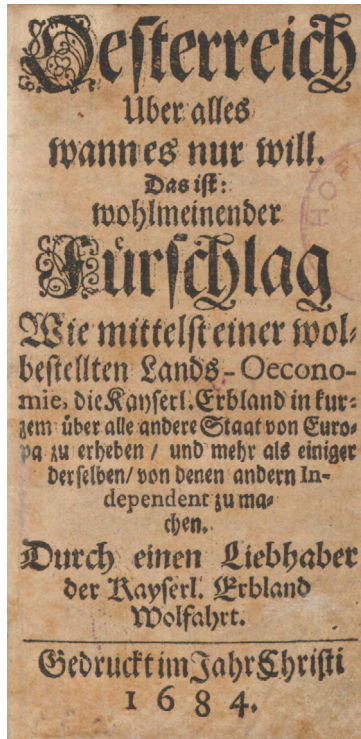 Oesterreich
Uber alles
wann es nur will.
Das ist:
wohlmeinender
Fürschlag
Wie mittelst einer wol-
bestellten Lands-Oecono-
mie, die Kayserl. Erbland in kur-
zem über alle andere Staat von Euro-
pa zu erheben / und mehr als einiger
derselben / von denen andern In-
dependent zu ma-
chen.
Durch einen Liebhaber
der Kayserl. Erbland
Wolfahrt.
Gedruckt im Jahr Christi
1684.